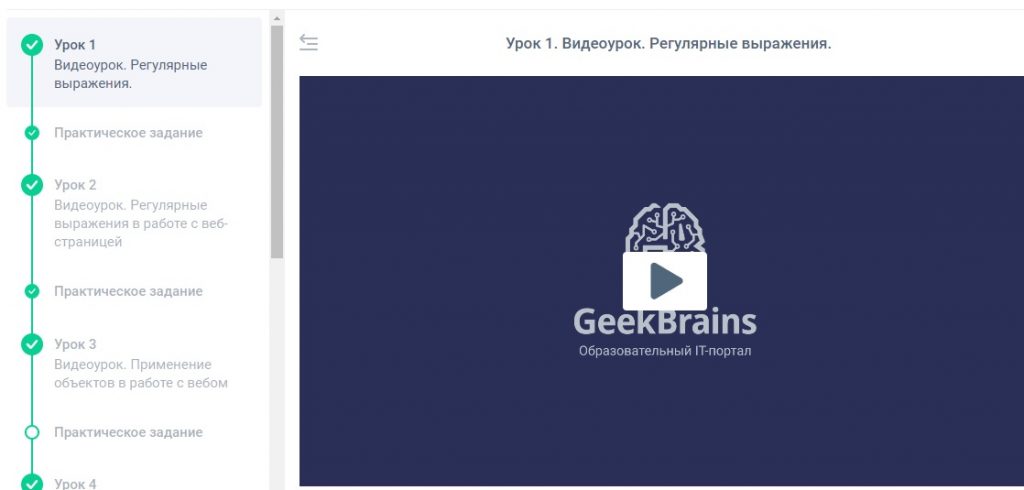 Урок 1
Видеоурок. Регулярные
выражения.
Практическое задание
Урок 2
Видеоурок. Регулярные
выражения в работе с веб-
страницей
Практическое задание
Урок 3
Видеоурок. Применение
объектов в работе с вебом
Практическое задание
Урок 4
Урок 1. Видеоурок. Регулярные выражения.
GeekBrains
Образовательный IT-портал